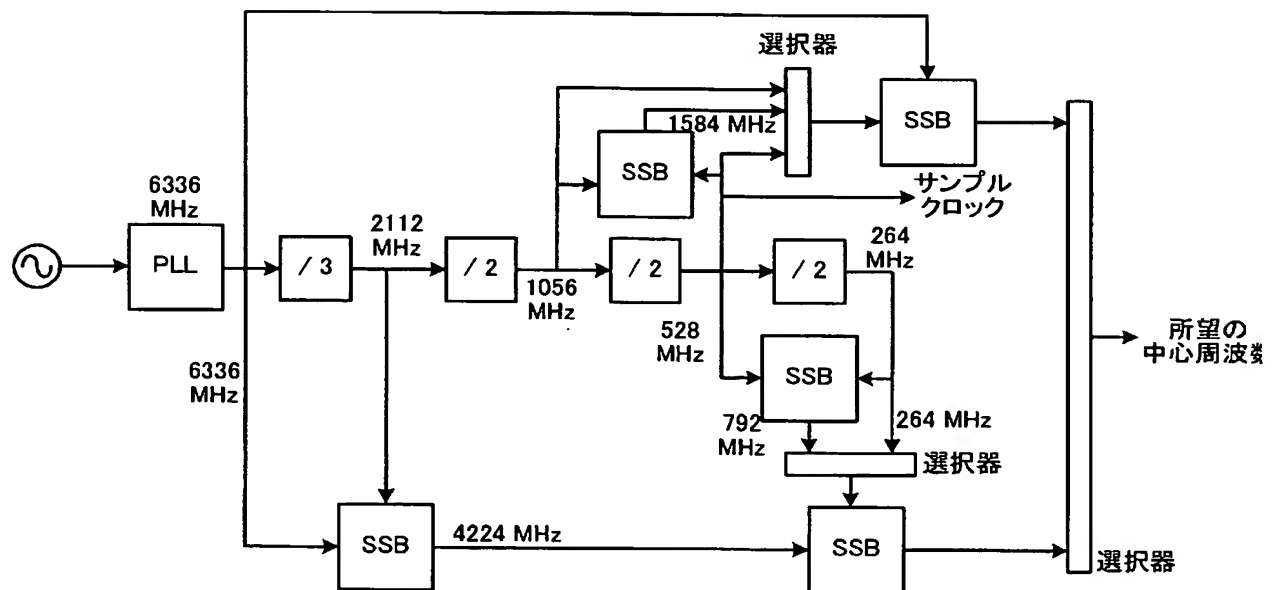 選択器
1584 MHz
SSB
SSB
サンプル
クロック
6336
MHz
PLL
/ 3
2112
MHz
/ 2
1056
MHz
/ 2
/ 2
264
MHz
528
MHz
SSB
所望の
中心周波数
6336
MHz
792
MHz
264 MHz
選択器
SSB
4224 MHz
SSB
選択器